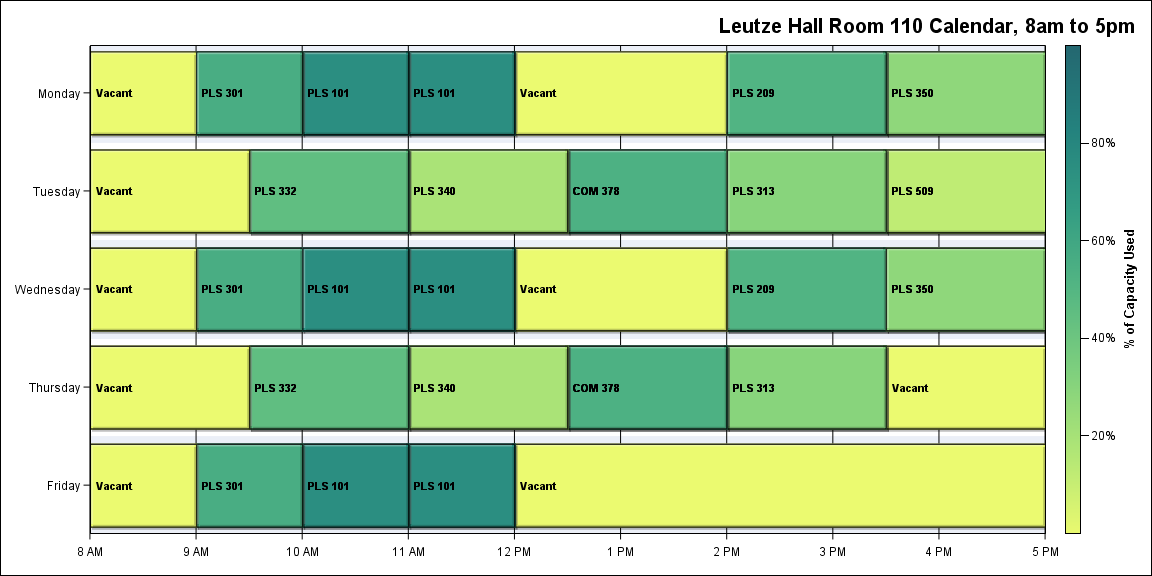 Leutze Hall Room 110 Calendar, 8am to 5pm
Monday
Vacant
PLS 301
PLS 101
PLS 101
Vacant
PLS 209
PLS 350
Tuesday
Vacant
PLS 332
PLS 340
COM 378
PLS 313
PLS 509
Wednesday
Vacant
PLS 301
PLS 101
PLS 101
Vacant
PLS 209
PLS 350
Thursday
Vacant
PLS 332
PLS 340
COM 378
PLS 313
Vacant
Friday
Vacant
PLS 301
PLS 101
PLS 101
Vacant
8 AM
9 AM
10 AM
11 AM
12 PM
1 PM
2 PM
3 PM
4 PM
5 PM
80%
60%
40%
20%
% of Capacity Used